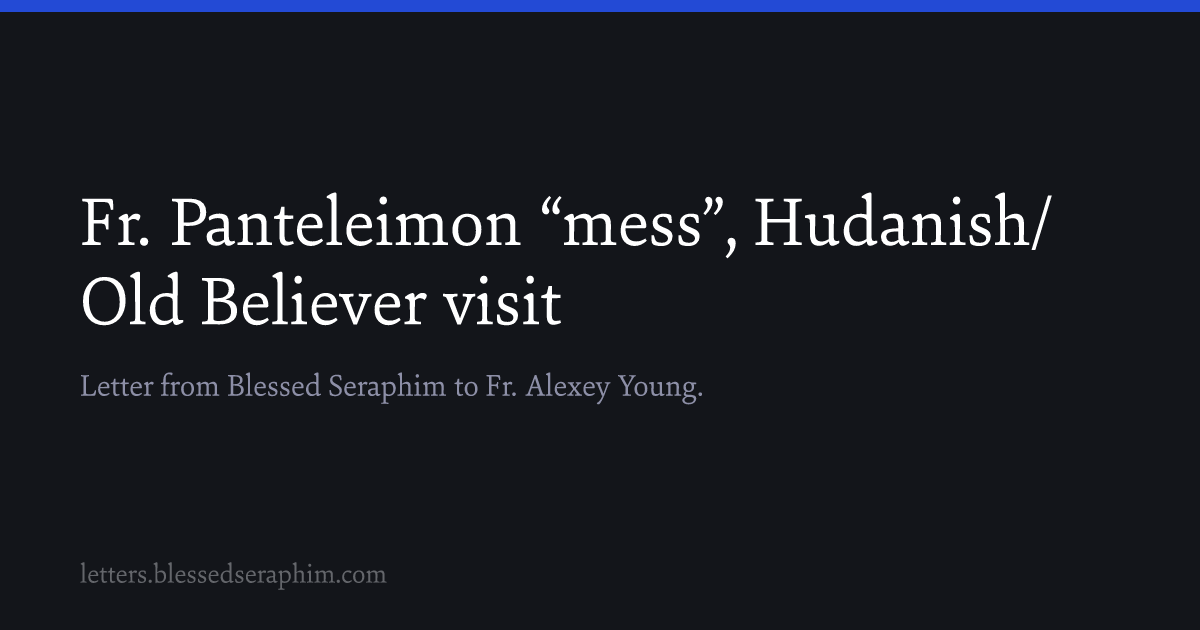 Fr. Panteleimon “mess”, Hudanish/
Old Believer visit
Letter from Blessed Seraphim to Fr. Alexey Young.
letters.blessedseraphim.com